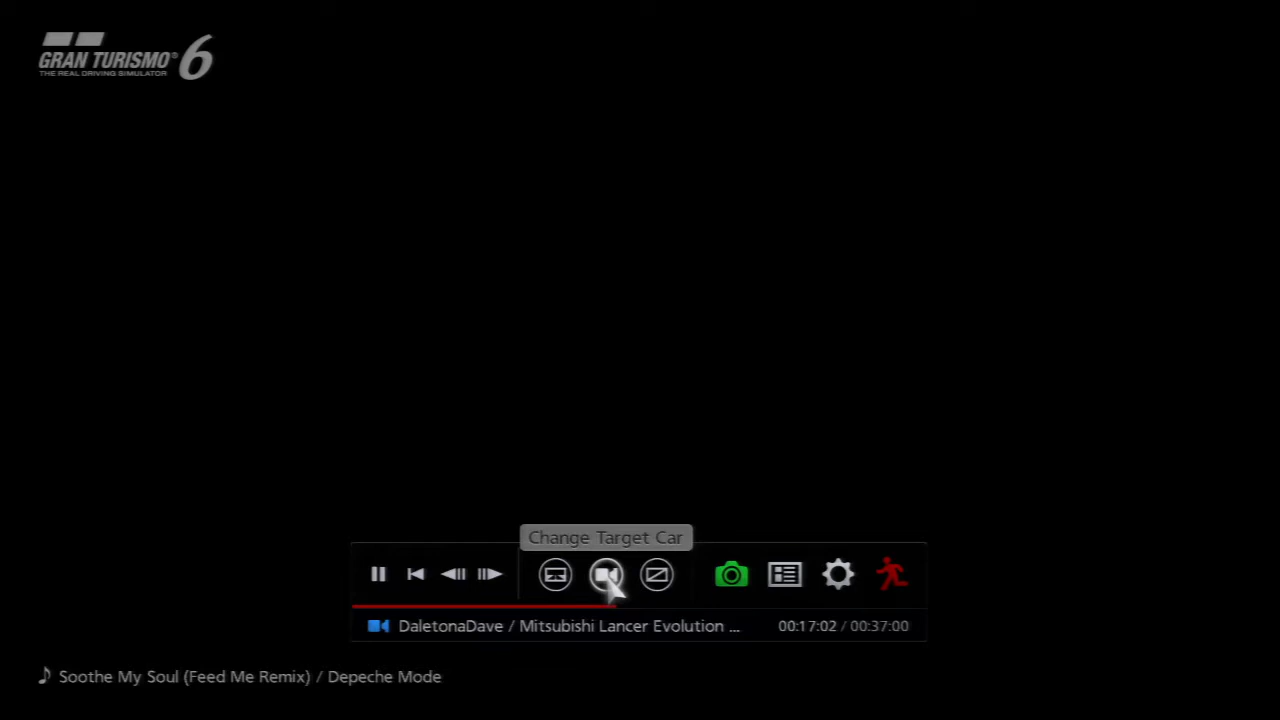 GRAN TURISMO® 6
THE REAL DRIVING SIMULATOR
Change Target Car
DaletonaDave / Mitsubishi Lancer Evolution ...
00:17:02 / 00:37:00
Soothe My Soul (Feed Me Remix) / Depeche Mode